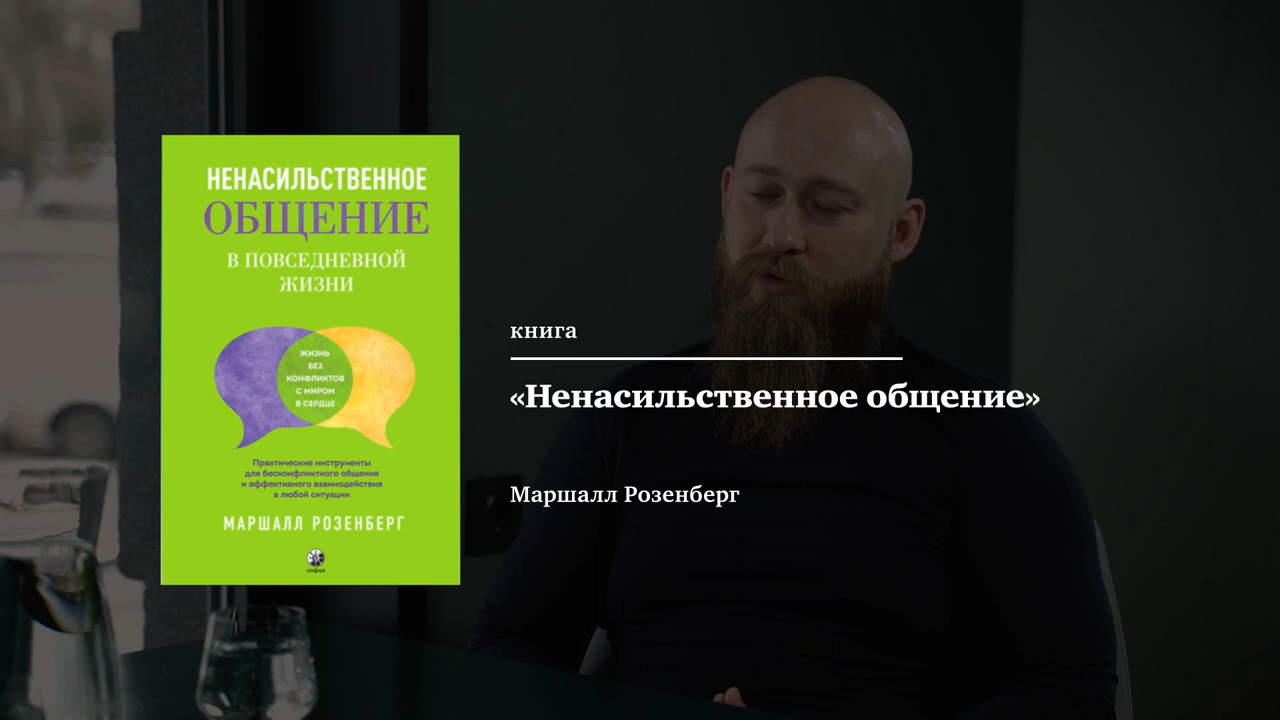 НЕНАСИЛЬСТВЕННОЕ
ОБЩЕНИЕ
В ПОВСЕДНЕВНОЙ
ЖИЗНИ
ЖИЗНЬ
БЕЗ
КОНФЛИКТОВ
С МИРОМ
В СЕРДЦЕ
Практические инструменты
для бесконфликтного общения
и эффективного взаимодействия
в любой ситуации
МАРШАЛЛ РОЗЕНБЕРГ
СОФИЯ
книга
«Ненасильственное общение»
Маршалл Розенберг